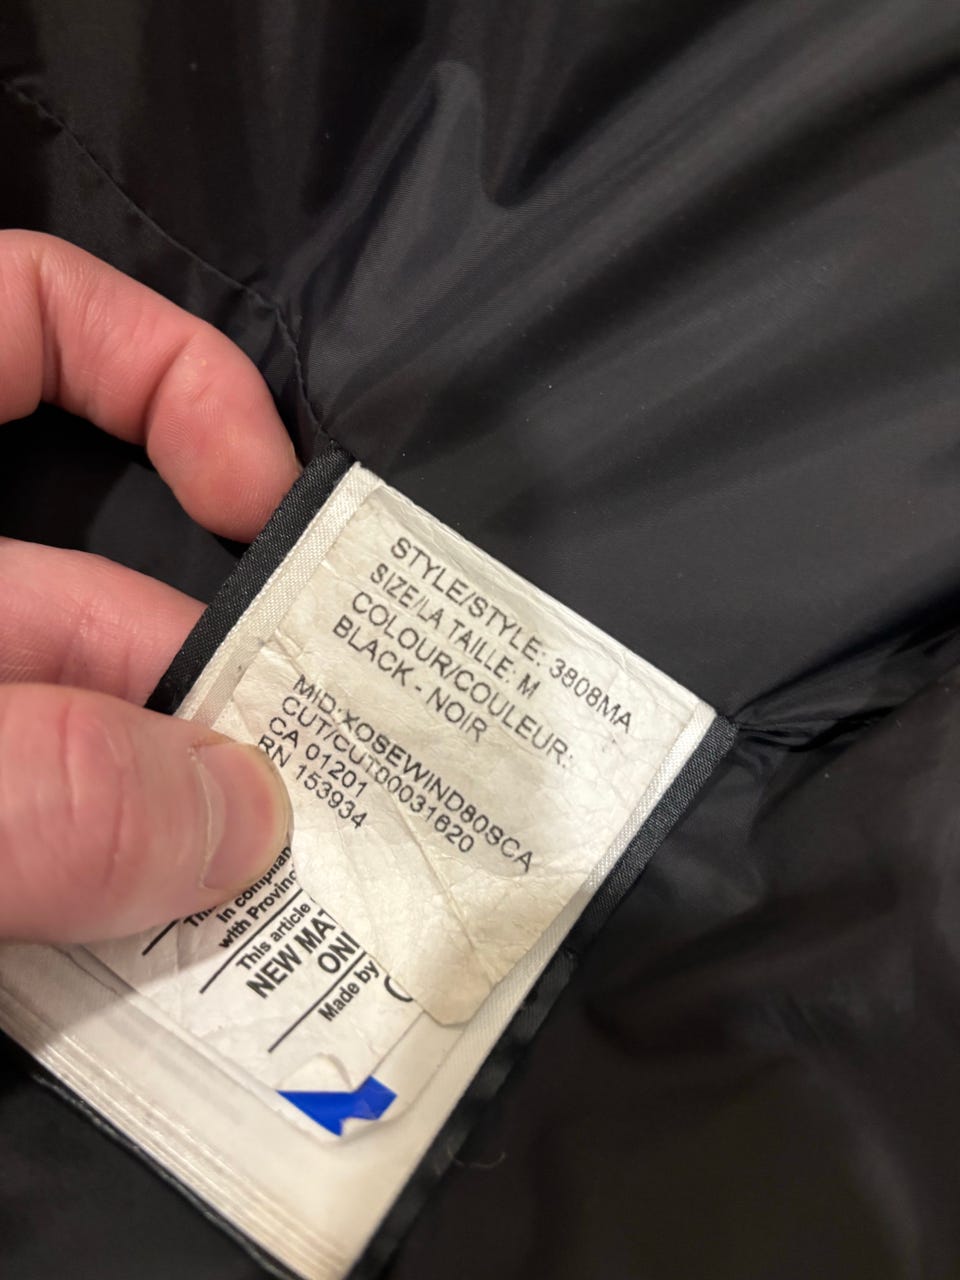 STYLE/STYLE: 3808MA
SIZE/LA TAILLE: M
COLOUR/COULEUR:
BLACK - NOIR
MID:XOSEWIND80SCA
CUT/CUT00031620
CA 01201
RN 153934
in complian
with Provinc
This article
NEW MAT
ONL
Made by